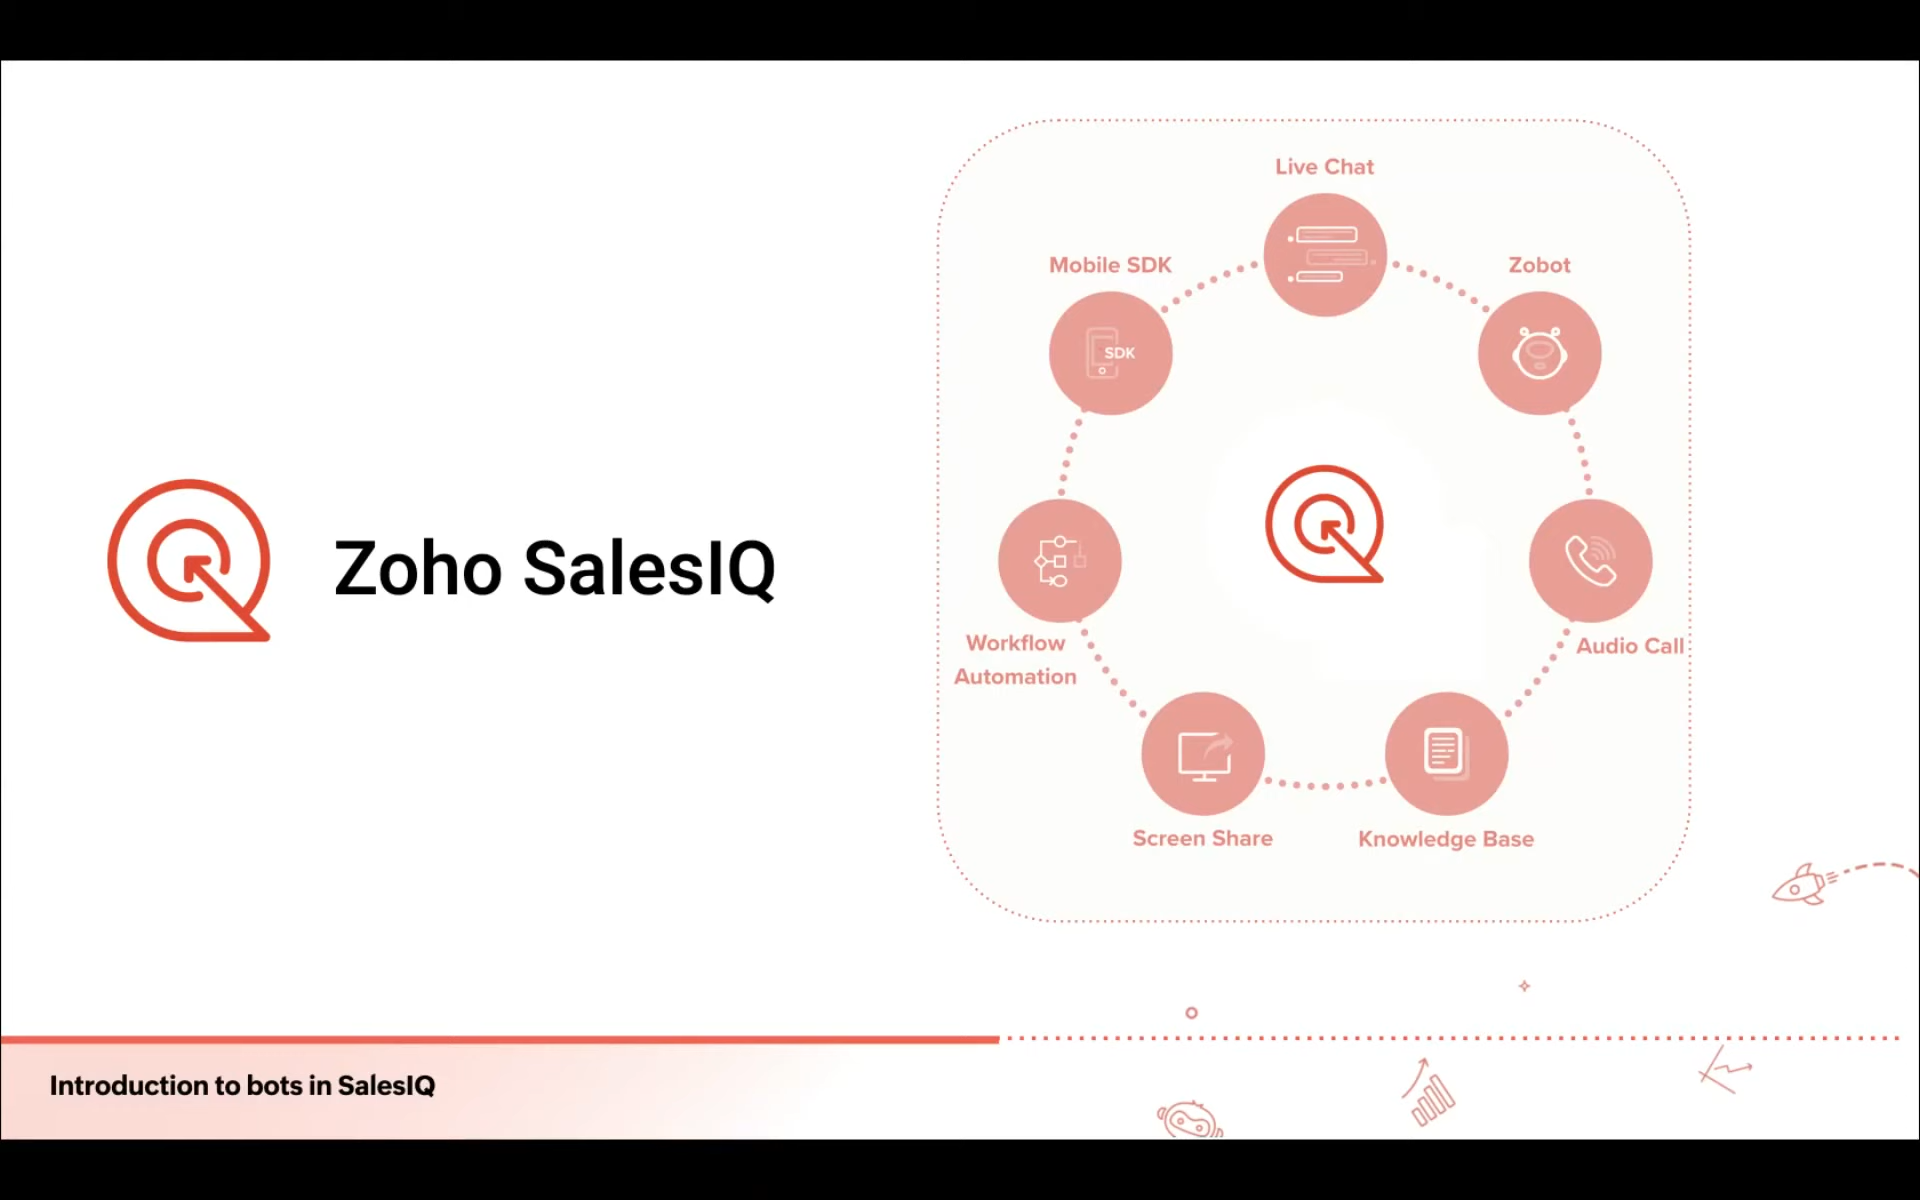 Zoho SalesIQ
Live Chat
Mobile SDK
Zobot
SDK
Workflow
Automation
Audio Call
Screen Share
Knowledge Base
Introduction to bots in SalesIQ